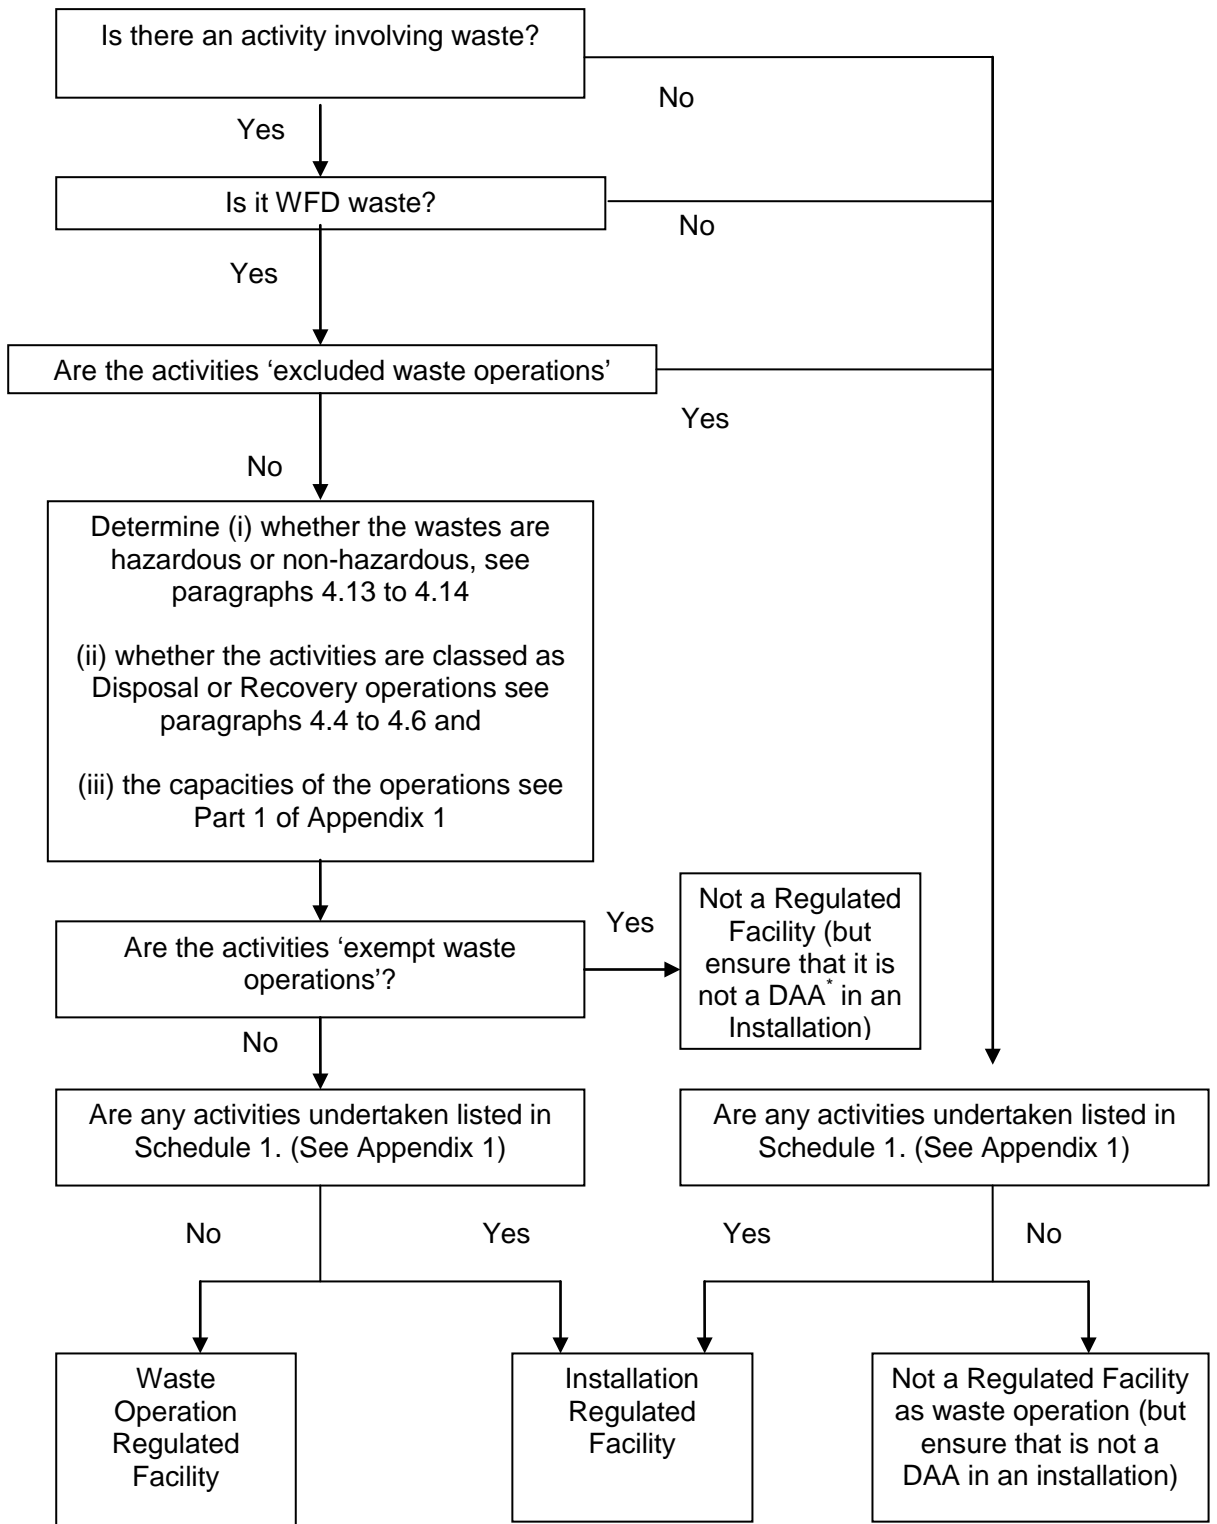 Is there an activity involving waste?
No
Yes
Is it WFD waste?
No
Yes
Are the activities ‘excluded waste operations’
Yes
No
Determine (i) whether the wastes are
hazardous or non-hazardous, see
paragraphs 4.13 to 4.14
(ii) whether the activities are classed as
Disposal or Recovery operations see
paragraphs 4.4 to 4.6 and
(iii) the capacities of the operations see
Part 1 of Appendix 1
Are the activities ‘exempt waste
operations’?
Yes
Not a Regulated
Facility (but
ensure that it is
not a DAA* in an
Installation)
No
Are any activities undertaken listed in
Schedule 1. (See Appendix 1)
Are any activities undertaken listed in
Schedule 1. (See Appendix 1)
No
Yes
Yes
No
Waste
Operation
Regulated
Facility
Installation
Regulated
Facility
Not a Regulated Facility
as waste operation (but
ensure that is not a
DAA in an installation)